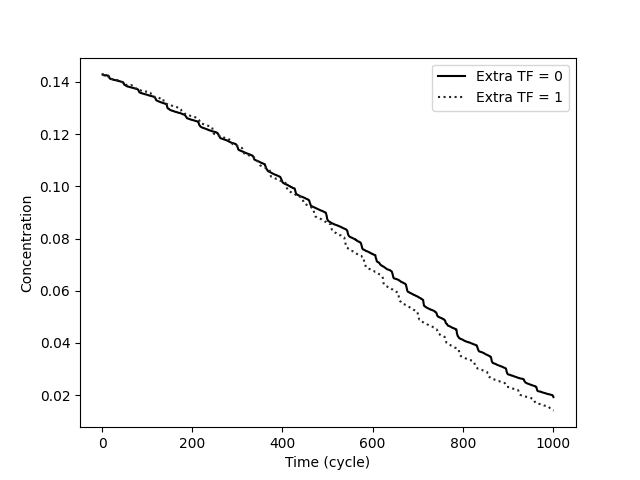 Extra TF = 0
Extra TF = 1
0.14
0.12
0.10
0.08
0.06
0.04
0.02
Concentration
0 200 400 600 800 1000
Time (cycle)